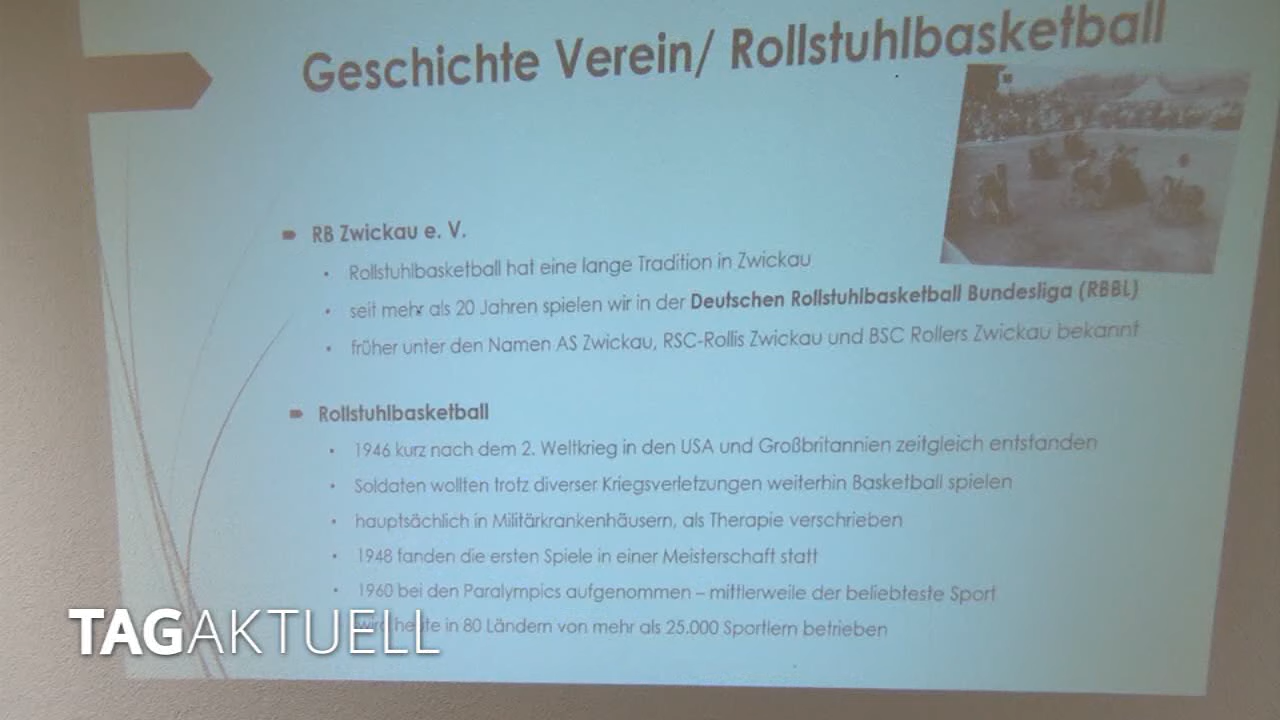 Geschichte Verein/ Rollstuhlbasketball
RB Zwickau e. V.
Rollstuhlbasketball hat eine lange Tradition in Zwickau
seit mehr als 20 Jahren spielen wir in der Deutschen Rollstuhlbasketball Bundesliga (RBBL)
früher unter den Namen AS Zwickau, RSC-Rollis Zwickau und BSC Rollers Zwickau bekannt
Rollstuhlbasketball
1946 kurz nach dem 2. Weltkrieg in den USA und Großbritannien zeitgleich entstanden
Soldaten wollten trotz diverser Kriegsverletzungen weiterhin Basketball spielen
hauptsächlich in Militärkrankenhäusern, als Therapie verschrieben
1948 fanden die ersten Spiele in einer Meisterschaft statt
1960 bei den Paralympics aufgenommen – mittlerweile der beliebteste Sport
wird heute in 80 Ländern von mehr als 25.000 Sportlern betrieben
TAGAKTUELL